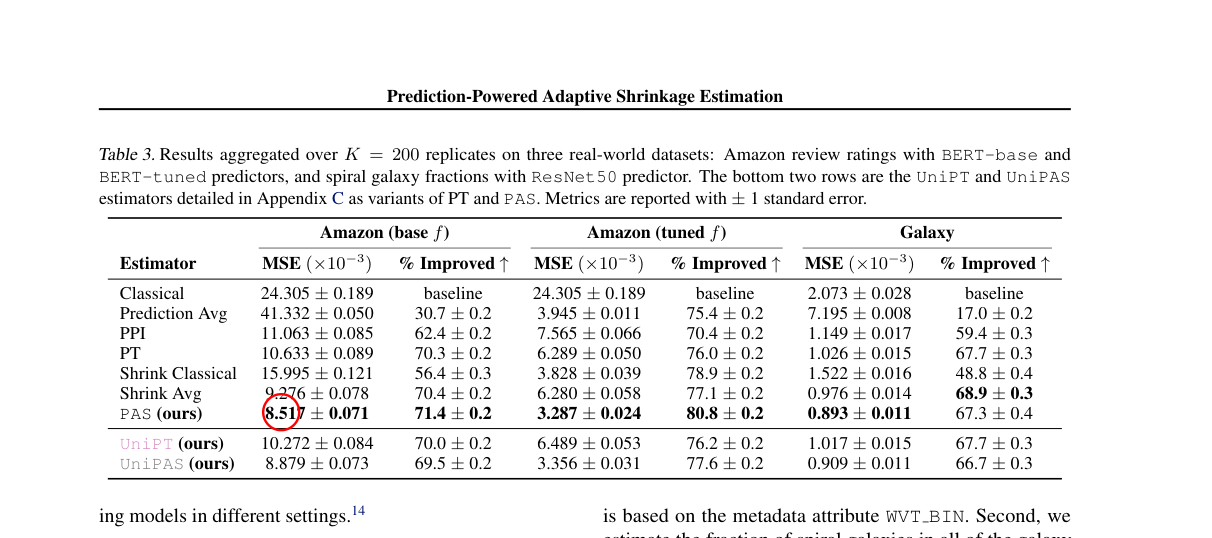 Prediction-Powered Adaptive Shrinkage Estimation
Table 3. Results aggregated over K = 200 replicates on three real-world datasets: Amazon review ratings with BERT-base and
BERT-tuned predictors, and spiral galaxy fractions with ResNet50 predictor. The bottom two rows are the UniPT and UniPAS
estimators detailed in Appendix C as variants of PT and PAS. Metrics are reported with ± 1 standard error.
Amazon (base f) Amazon (tuned f) Galaxy
Estimator MSE (×10⁻³) % Improved ↑ MSE (×10⁻³) % Improved ↑ MSE (×10⁻³) % Improved ↑
Classical 24.305 ± 0.189 baseline 24.305 ± 0.189 baseline 2.073 ± 0.028 baseline
Prediction Avg 41.332 ± 0.050 30.7 ± 0.2 3.945 ± 0.011 75.4 ± 0.2 7.195 ± 0.008 17.0 ± 0.2
PPI 11.063 ± 0.085 62.4 ± 0.2 7.565 ± 0.066 70.4 ± 0.2 1.149 ± 0.017 59.4 ± 0.3
PT 10.633 ± 0.089 70.3 ± 0.2 6.289 ± 0.050 76.0 ± 0.2 1.026 ± 0.015 67.7 ± 0.3
Shrink Classical 15.995 ± 0.121 56.4 ± 0.3 3.828 ± 0.039 78.9 ± 0.2 1.522 ± 0.016 48.8 ± 0.4
Shrink Avg 9.276 ± 0.078 70.4 ± 0.2 6.280 ± 0.058 77.1 ± 0.2 0.976 ± 0.014 68.9 ± 0.3
PAS (ours) 8.517 ± 0.071 71.4 ± 0.2 3.287 ± 0.024 80.8 ± 0.2 0.893 ± 0.011 67.3 ± 0.4
UniPT (ours) 10.272 ± 0.084 70.0 ± 0.2 6.489 ± 0.053 76.2 ± 0.2 1.017 ± 0.015 67.7 ± 0.3
UniPAS (ours) 8.879 ± 0.073 69.5 ± 0.2 3.356 ± 0.031 77.6 ± 0.2 0.909 ± 0.011 66.7 ± 0.3
ing models in different settings.¹⁴
is based on the metadata attribute WVT_BIN. Second, we
estimate the fraction of spiral galaxies in all of the galaxy